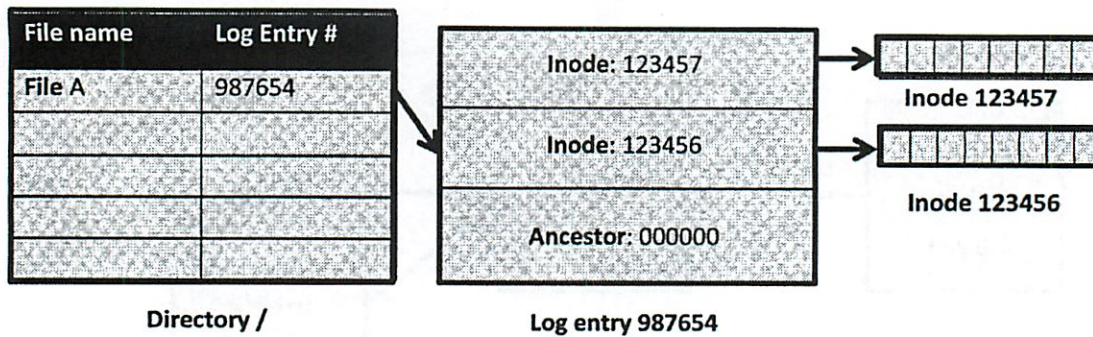 File name Log Entry #
File A 987654
Inode: 123457
Inode: 123456
Ancestor: 000000
Inode 123457
Inode 123456
Directory /
Log entry 987654